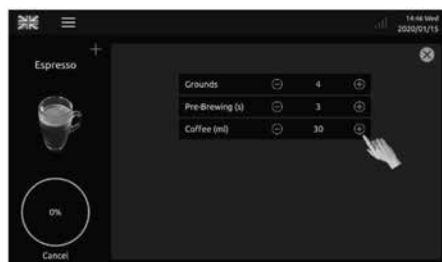 14:46 Wed
2020/01/15
Espresso
Grounds 4
Pre-Brewing (s) 3
Coffee (ml) 30
0%
Cancel